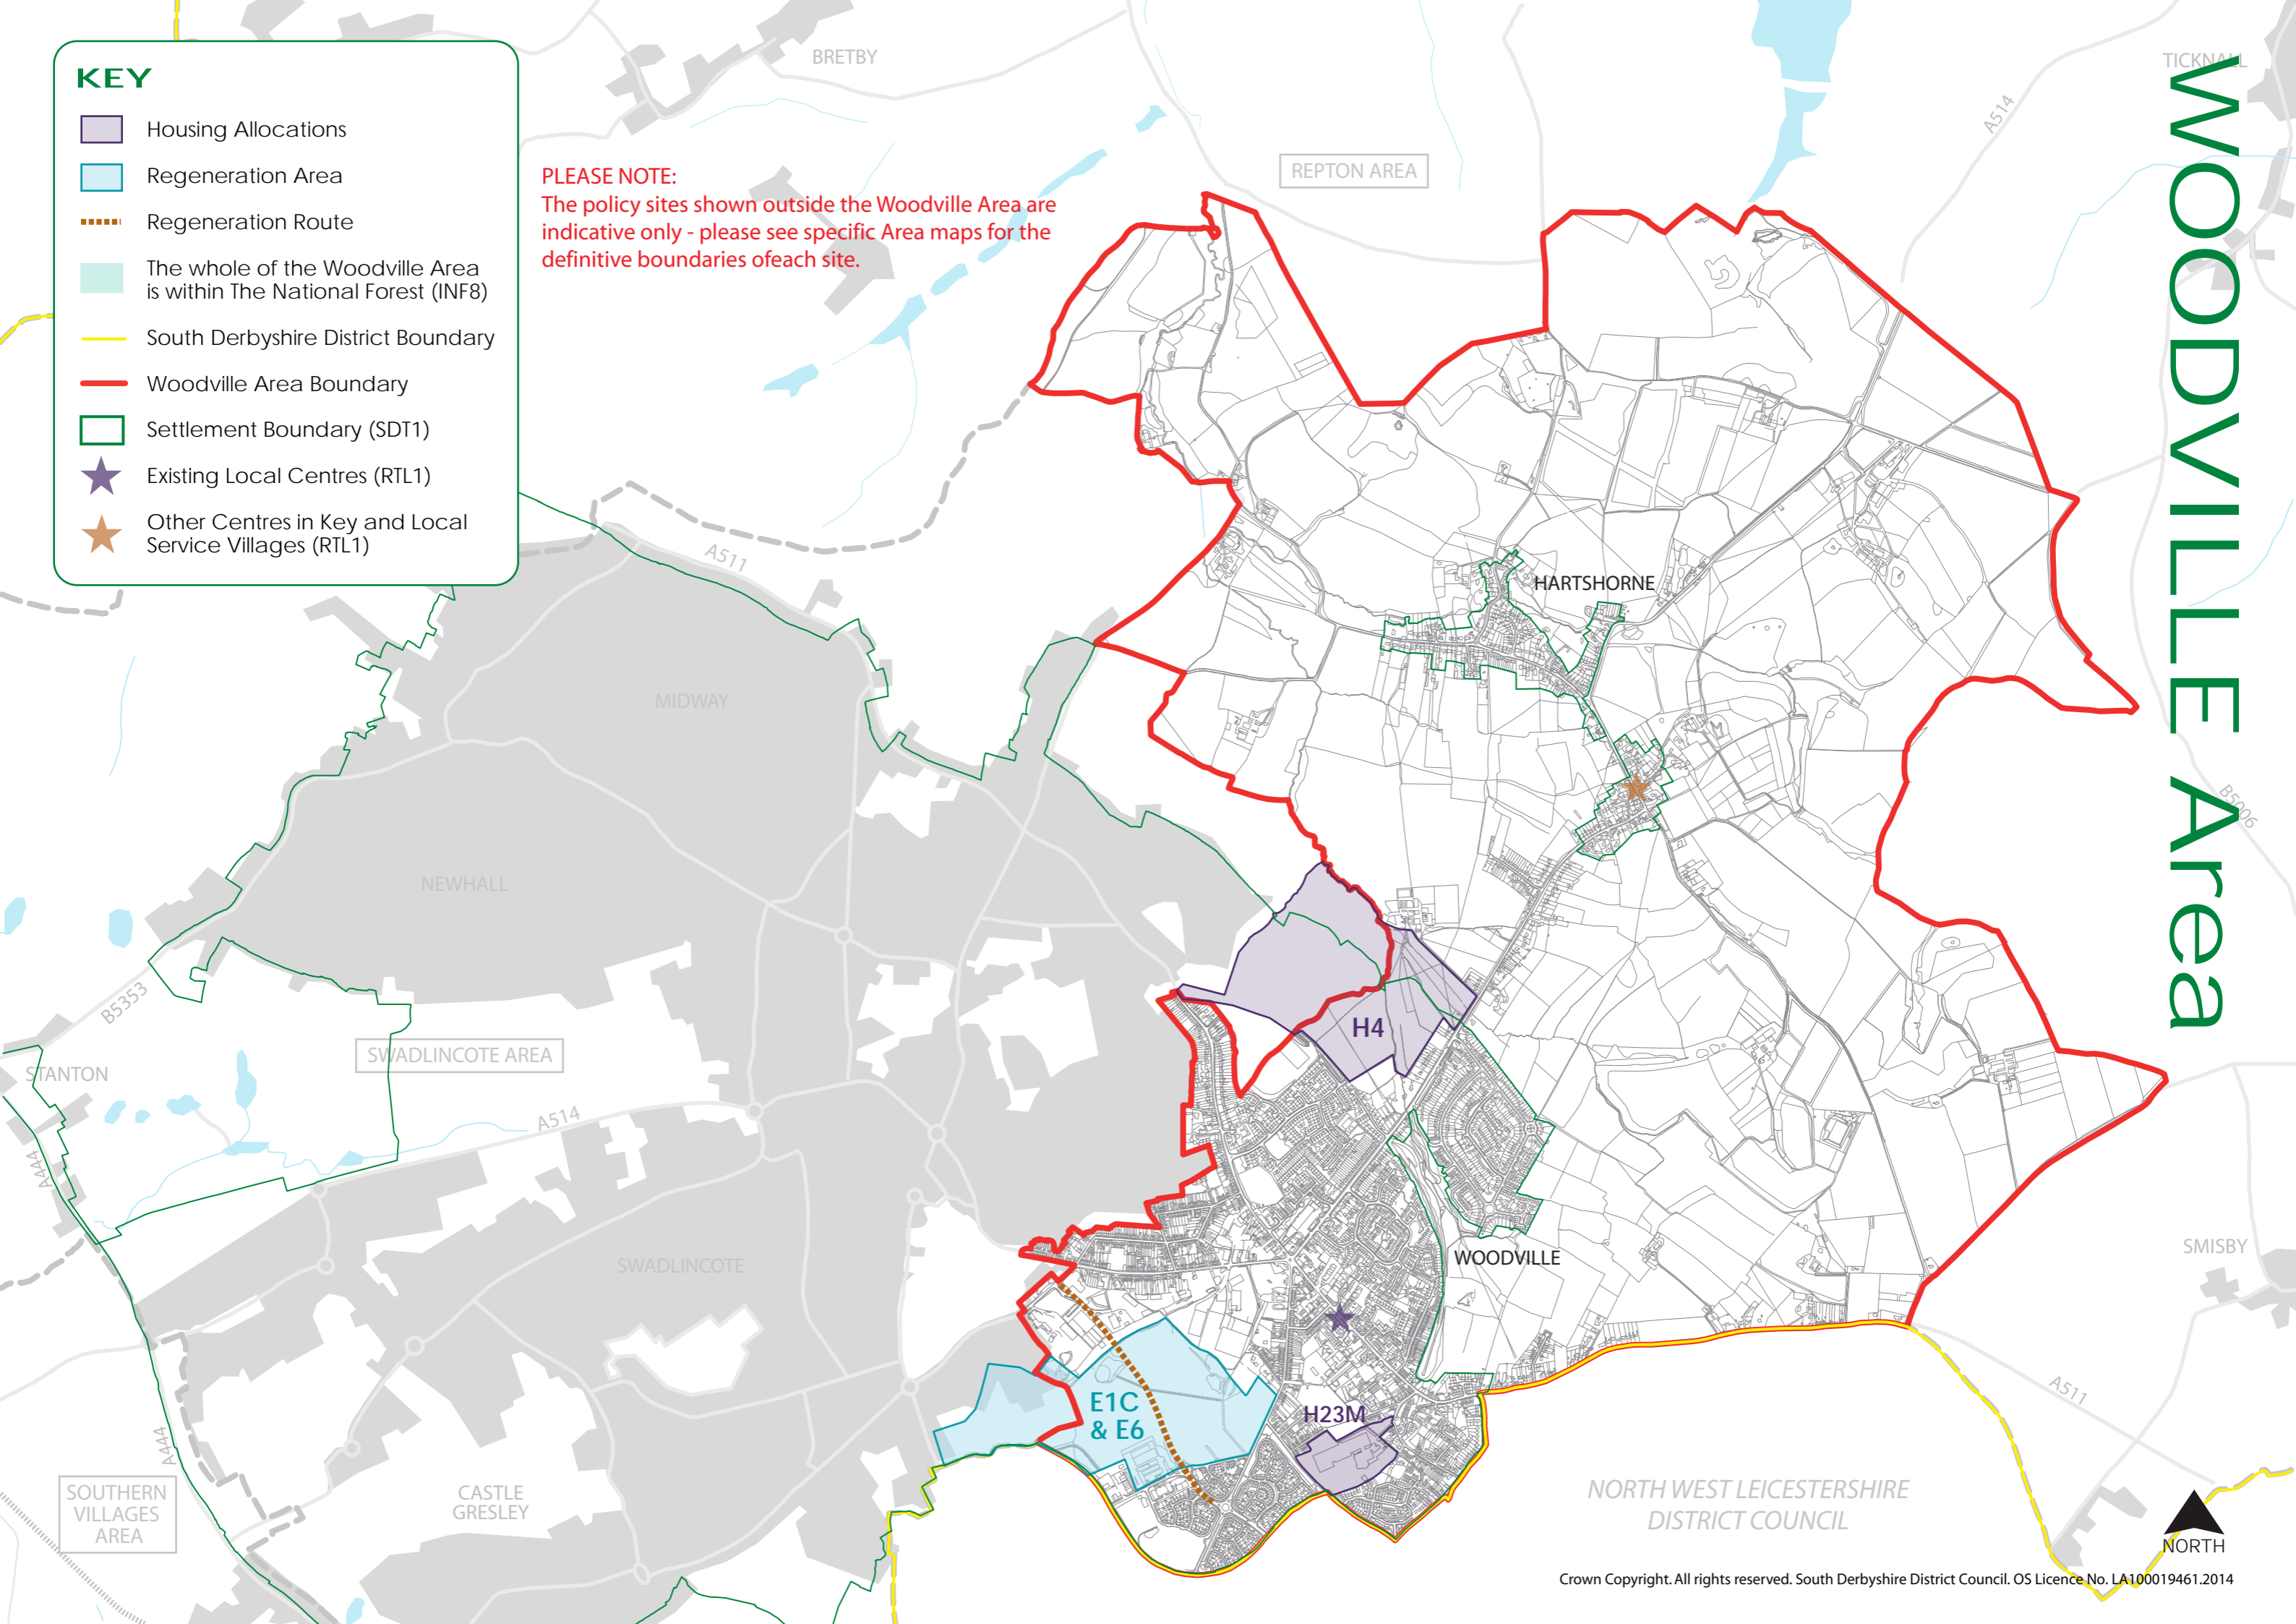 KEY
Housing Allocations
Regeneration Area
Regeneration Route
The whole of the Woodville Area
is within The National Forest (INF8)
South Derbyshire District Boundary
Woodville Area Boundary
Settlement Boundary (SDT1)
Existing Local Centres (RTL1)
Other Centres in Key and Local
Service Villages (RTL1)
PLEASE NOTE:
The policy sites shown outside the Woodville Area are
indicative only - please see specific Area maps for the
definitive boundaries ofeach site.
WOODVILLE Area
BRETBY
REPTON AREA
TICKNALL
A514
A511
HARTSHORNE
MIDWAY
B5006
NEWHALL
B5353
H4
SWADLINCOTE AREA
STANTON
A514
A444
SWADLINCOTE
WOODVILLE
SMISBY
E1C
& E6
H23M
A511
A444
SOUTHERN
VILLAGES
AREA
CASTLE
GRESLEY
NORTH WEST LEICESTERSHIRE
DISTRICT COUNCIL
NORTH
Crown Copyright. All rights reserved. South Derbyshire District Council. OS Licence No. LA100019461.2014